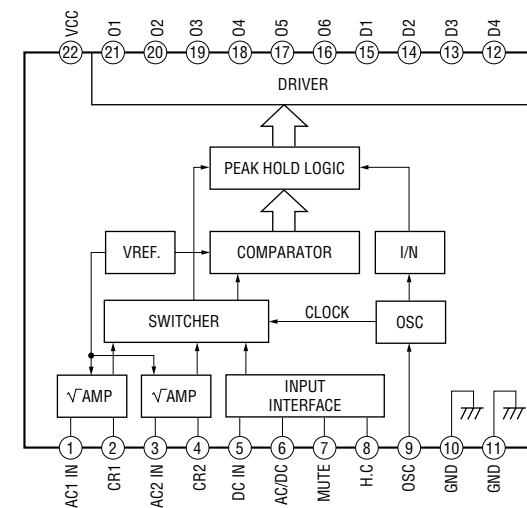 VCC O1 O2 O3 O4 O5 O6 D1 D2 D3 D4
22 21 20 19 18 17 16 15 14 13 12
DRIVER
PEAK HOLD LOGIC
VREF. COMPARATOR I/N
SWITCHER CLOCK OSC
√AMP √AMP INPUT
INTERFACE
1 2 3 4 5 6 7 8 9 10 11
AC1 IN CR1 AC2 IN CR2 DC IN AC/DC MUTE H.C OSC GND GND